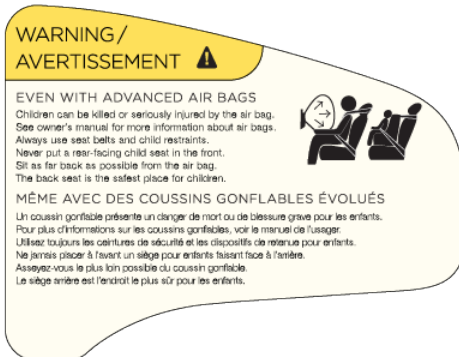 WARNING/
AVERTISSEMENT
EVEN WITH ADVANCED AIR BAGS
Children can be killed or seriously injured by the air bag.
See owner's manual for more information about air bags.
Always use seat belts and child restraints.
Never put a rear-facing child seat in the front.
Sit as far back as possible from the air bag.
The back seat is the safest place for children.
MÊME AVEC DES COUSSINS GONFLABLES ÉVOLUÉS
Un coussin gonflable présente un danger de mort ou de blessure grave pour les enfants.
Pour plus d'informations sur les coussins gonflables, voir le manuel de l'usager.
Utilisez toujours les ceintures de sécurité et les dispositifs de retenue pour enfants.
Ne jamais placer à l'avant un siège pour enfants faisant face à l'arrière.
Asseyez-vous le plus loin possible du coussin gonflable.
Le siège arrière est l'endroit le plus sûr pour les enfants.